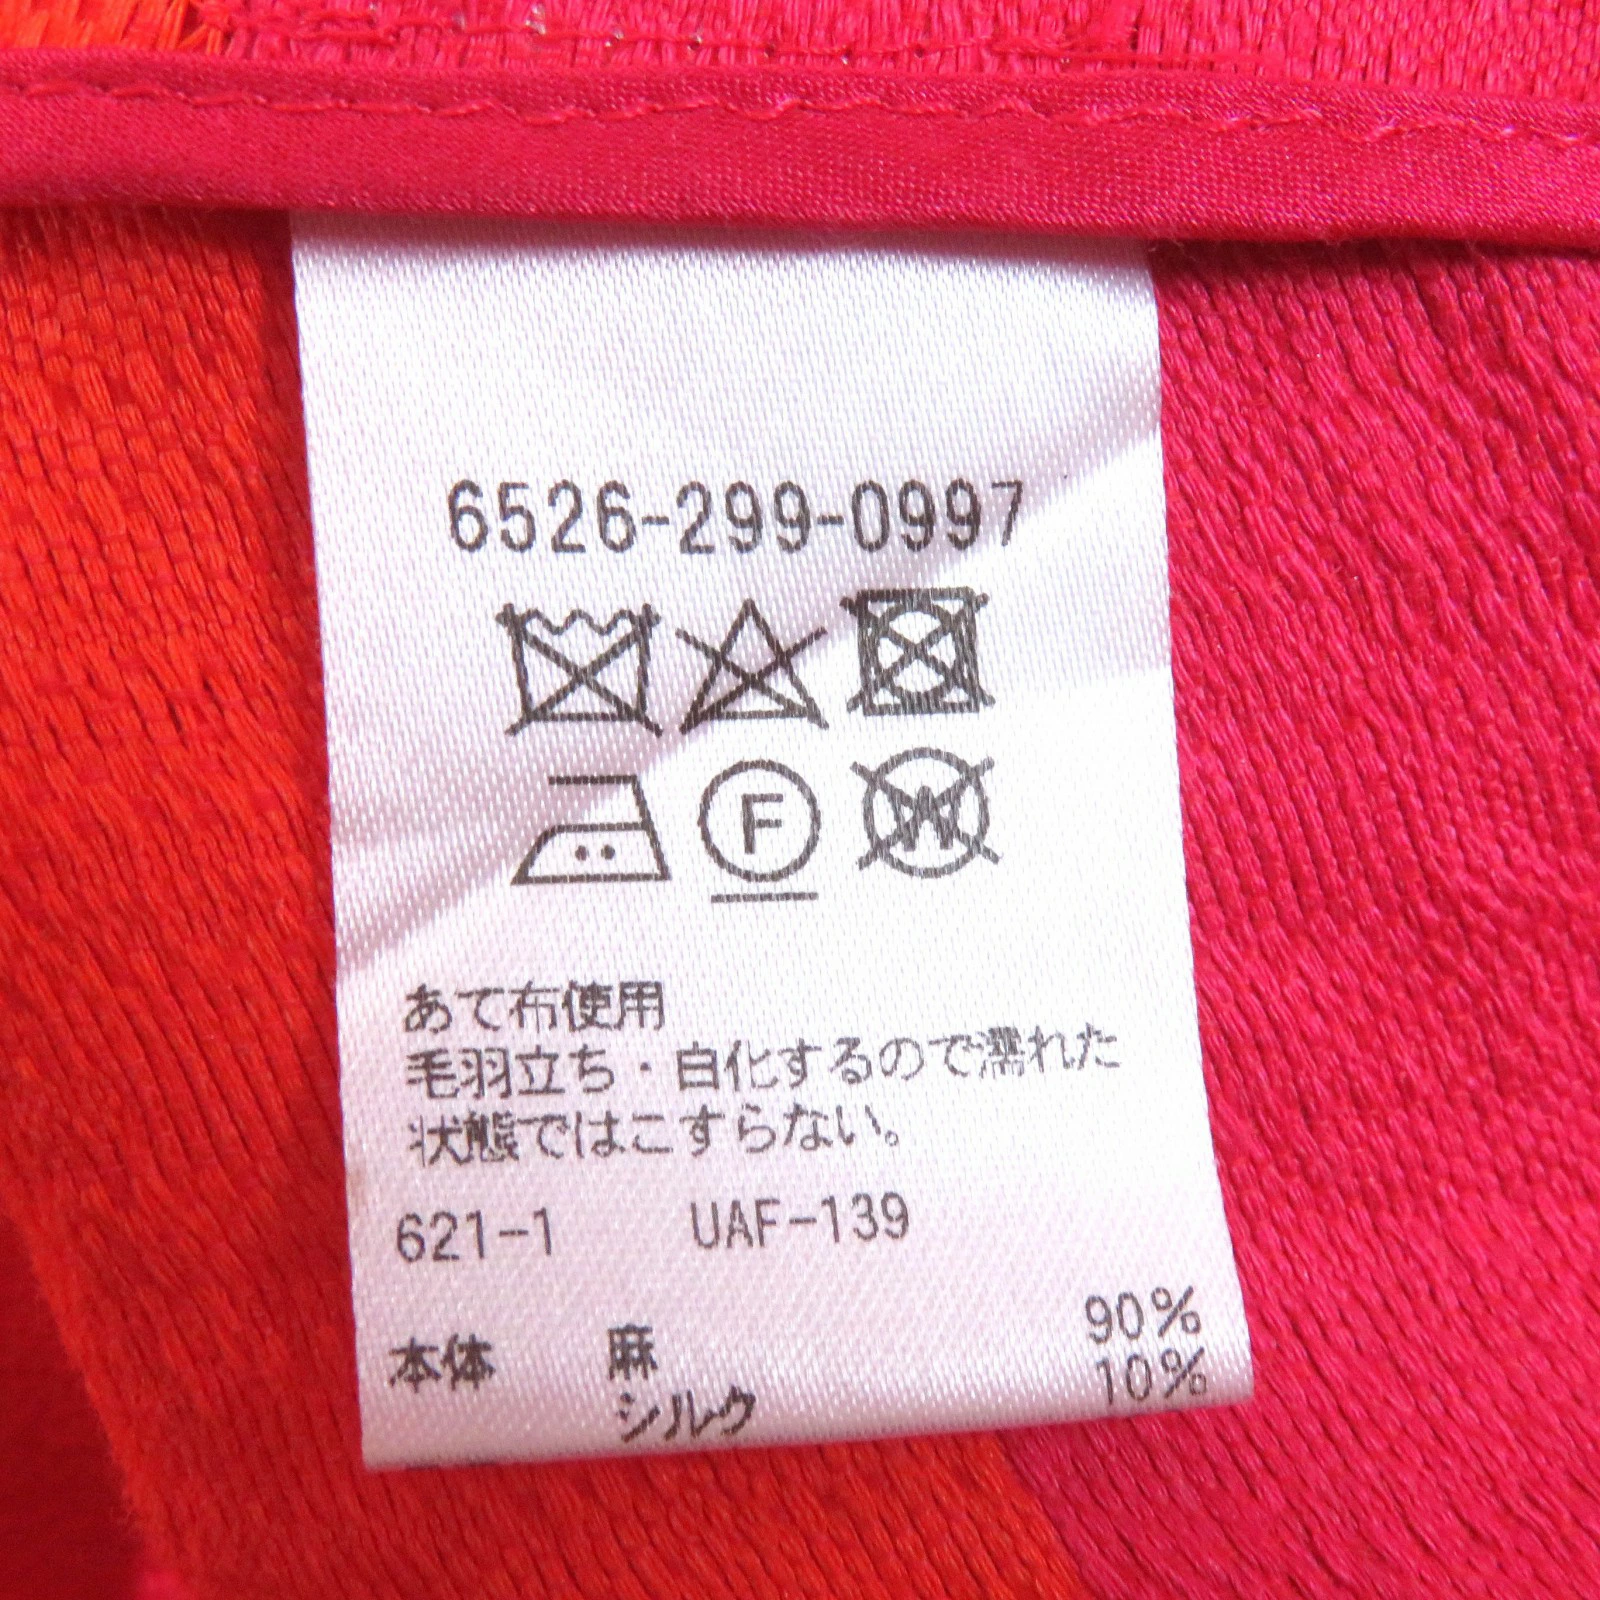 6526-299-0997
F
W
あて布使用
毛羽立ち・白化するので濡れた
状態ではこすらない。
621-1 UAF-139
本体 麻 90%
シルク 10%